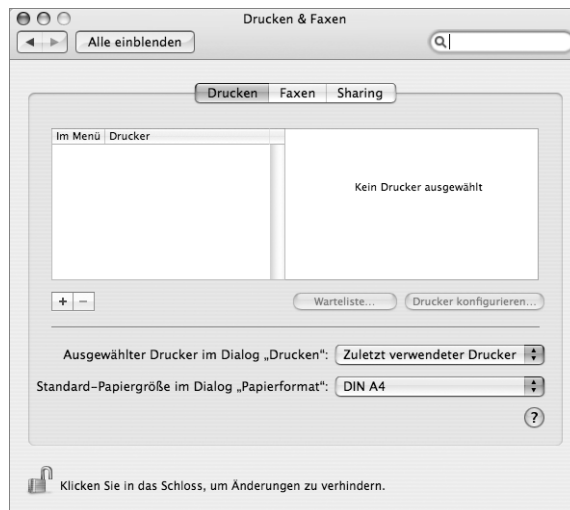 Drucken & Faxen
Alle einblenden
Drucken Faxen Sharing
Im Menü Drucker
Kein Drucker ausgewählt
+ −
Warteliste... Drucker konfigurieren...
Ausgewählter Drucker im Dialog „Drucken“: Zuletzt verwendeter Drucker
Standard-Papiergröße im Dialog „Papierformat“: DIN A4
?
Klicken Sie in das Schloss, um Änderungen zu verhindern.